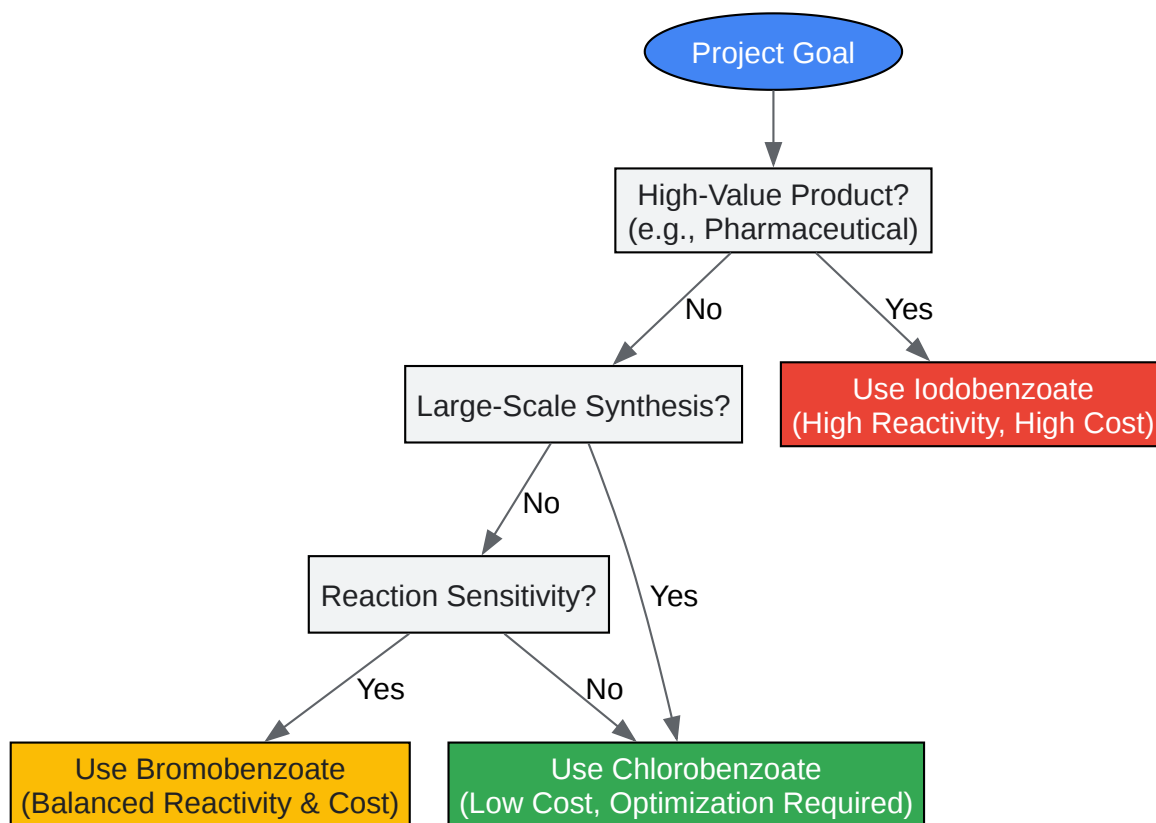 Project Goal
High-Value Product?
(e.g., Pharmaceutical)
No
Yes
Large-Scale Synthesis?
Use Iodobenzoate
(High Reactivity, High Cost)
No
Reaction Sensitivity?
Yes
Yes
No
Use Bromobenzoate
(Balanced Reactivity & Cost)
Use Chlorobenzoate
(Low Cost, Optimization Required)